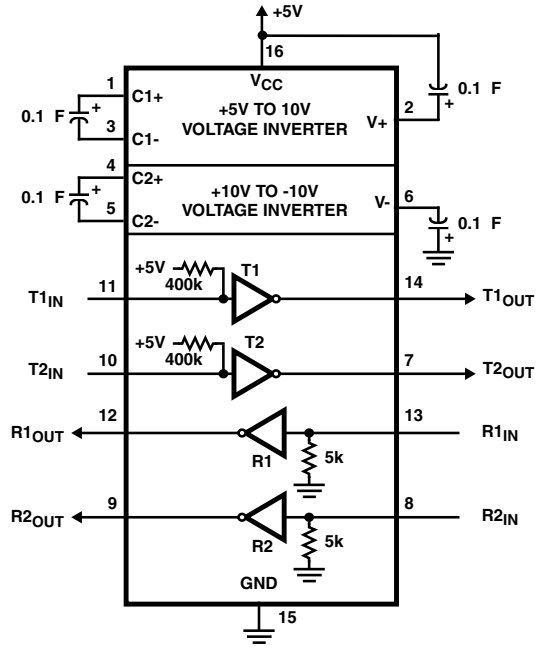 +5V
16
VCC
1
C1+
+5V TO 10V
VOLTAGE INVERTER
0.1 F
+
3
C1-
2
V+
0.1 F
+
4
C2+
+10V TO -10V
VOLTAGE INVERTER
0.1 F
+
5
C2-
V-
6
0.1 F
+
T1IN
11
+5V
400k
T1
14
T1OUT
T2IN
10
+5V
400k
T2
7
T2OUT
R1OUT
12
R1
5k
13
R1IN
R2OUT
9
R2
5k
8
R2IN
GND
15